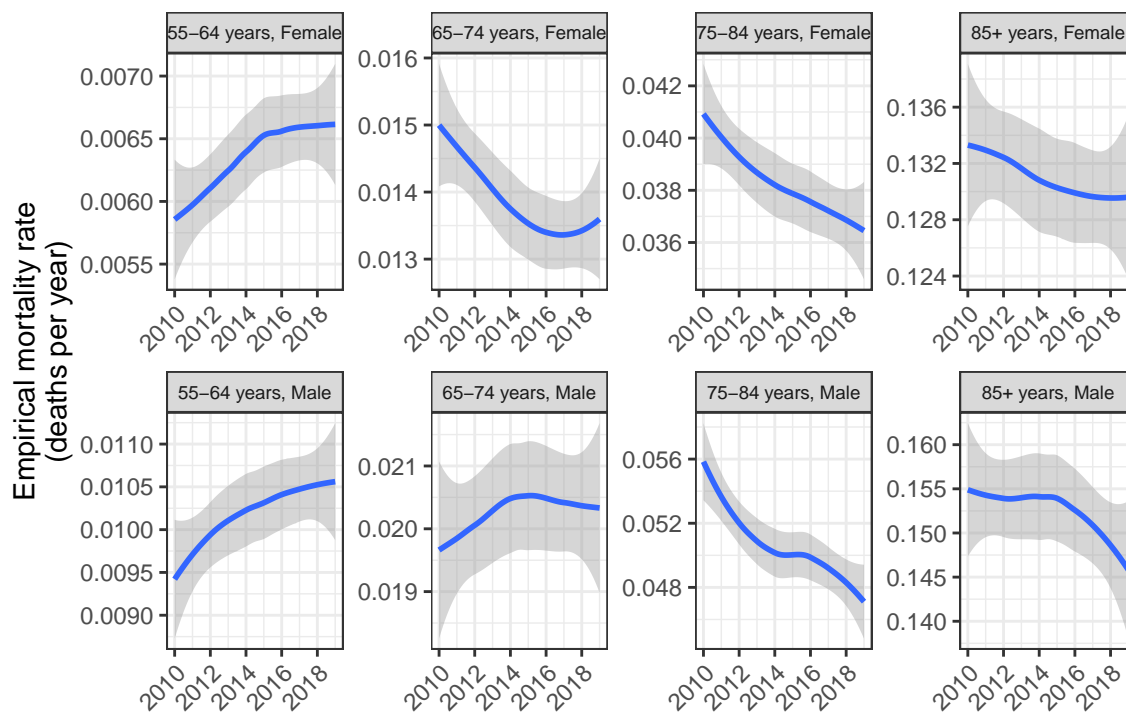 Empirical mortality rate
(deaths per year)
55−64 years, Female
65−74 years, Female
75−84 years, Female
85+ years, Female
0.0070
0.0065
0.0060
0.0055
0.016
0.015
0.014
0.013
0.042
0.040
0.038
0.036
0.136
0.132
0.128
0.124
2010 2012 2014 2016 2018
2010 2012 2014 2016 2018
2010 2012 2014 2016 2018
2010 2012 2014 2016 2018
55−64 years, Male
65−74 years, Male
75−84 years, Male
85+ years, Male
0.0110
0.0105
0.0100
0.0095
0.0090
0.021
0.020
0.019
0.056
0.052
0.048
0.160
0.155
0.150
0.145
0.140
2010 2012 2014 2016 2018
2010 2012 2014 2016 2018
2010 2012 2014 2016 2018
2010 2012 2014 2016 2018